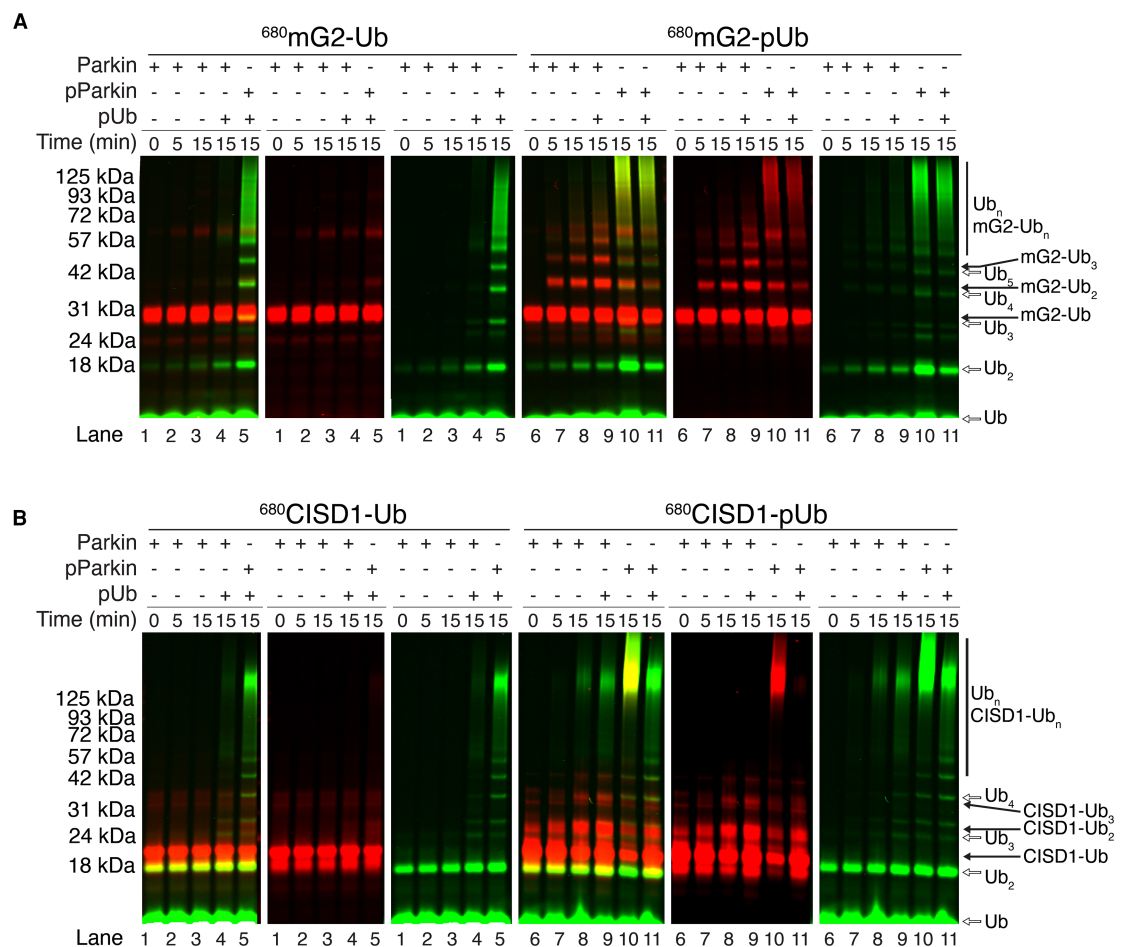 A
680mG2-Ub 680mG2-pUb
Parkin + + + + - + + + + - + + + + - + + + + - - + + + + - - + + + + - -
pParkin - - - - + - - - - + - - - - + - - - - + + - - - - + + - - - - + +
pUb - - - + + - - - + + - - - + + - - - + - + - - - + - + - - - + - +
Time (min) 0 5 15 15 15 0 5 15 15 15 0 5 15 15 15 0 5 15 15 15 15 0 5 15 15 15 15 0 5 15 15 15 15
125 kDa
93 kDa
72 kDa
57 kDa
42 kDa
31 kDa
24 kDa
18 kDa
Ubn
mG2-Ubn
mG2-Ub3
Ub5
mG2-Ub2
Ub4
mG2-Ub
Ub3
Ub2
Ub
Lane 1 2 3 4 5 1 2 3 4 5 1 2 3 4 5 6 7 8 9 10 11 6 7 8 9 10 11 6 7 8 9 10 11
B
680CISD1-Ub 680CISD1-pUb
Parkin + + + + - + + + + - + + + + - + + + + - - + + + + - - + + + + - -
pParkin - - - - + - - - - + - - - - + - - - - + + - - - - + + - - - - + +
pUb - - - + + - - - + + - - - + + - - - + - + - - - + - + - - - + - +
Time (min) 0 5 15 15 15 0 5 15 15 15 0 5 15 15 15 0 5 15 15 15 15 0 5 15 15 15 15 0 5 15 15 15 15
125 kDa
93 kDa
72 kDa
57 kDa
42 kDa
31 kDa
24 kDa
18 kDa
Ubn
CISD1-Ubn
Ub4
CISD1-Ub3
CISD1-Ub2
Ub3
CISD1-Ub
Ub2
Ub
Lane 1 2 3 4 5 1 2 3 4 5 1 2 3 4 5 6 7 8 9 10 11 6 7 8 9 10 11 6 7 8 9 10 11